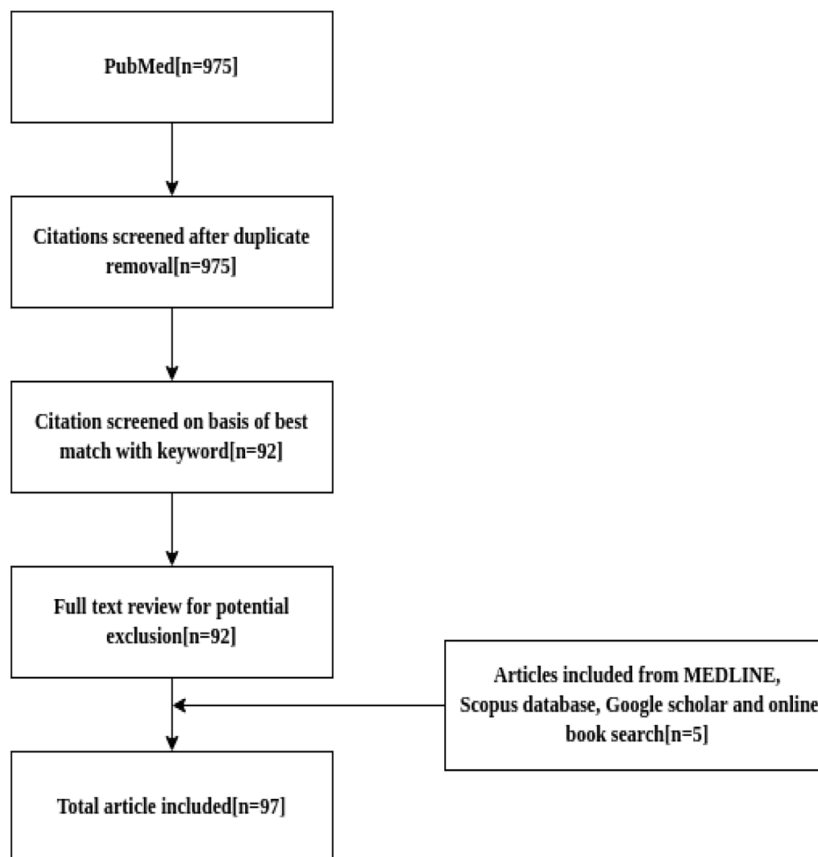 PubMed[n=975]
Citations screened after duplicate
removal[n=975]
Citation screened on basis of best
match with keyword[n=92]
Full text review for potential
exclusion[n=92]
Articles included from MEDLINE,
Scopus database, Google scholar and online
book search[n=5]
Total article included[n=97]